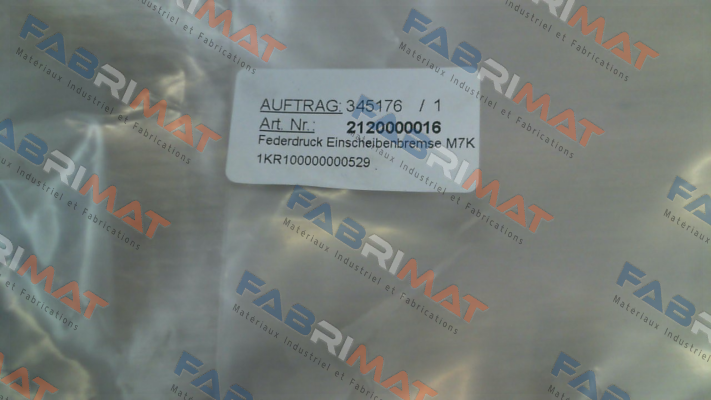 AUFTRAG: 345176 / 1
Art. Nr.: 2120000016
Federdruck Einscheibenbremse M7K
1KR100000000529
FABRIMAT
Materiaux Industriel et Fabrications